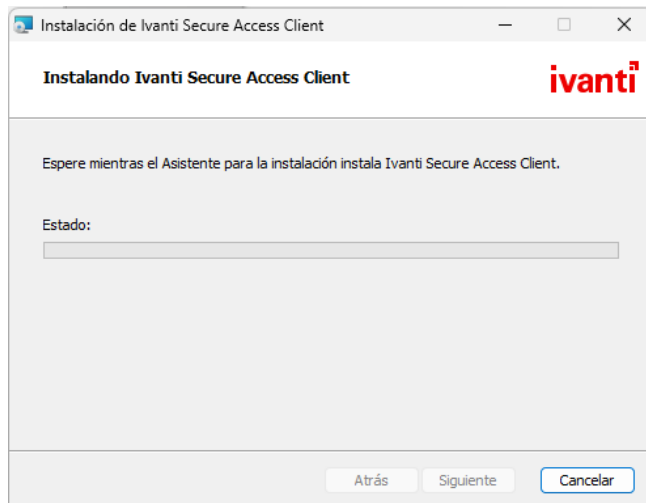 Instalación de Ivanti Secure Access Client
Instalando Ivanti Secure Access Client
ivanti
Espere mientras el Asistente para la instalación instala Ivanti Secure Access Client.
Estado:
Atrás Siguiente Cancelar